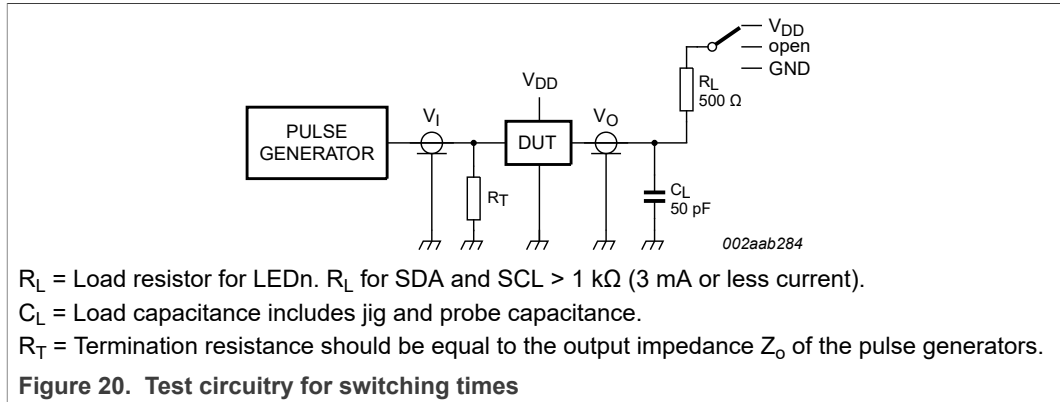 VDD
open
GND
RL
500 Ω
VDD
VI
VO
PULSE
GENERATOR
DUT
RT
CL
50 pF
002aab284
RL = Load resistor for LEDn. RL for SDA and SCL > 1 kΩ (3 mA or less current).
CL = Load capacitance includes jig and probe capacitance.
RT = Termination resistance should be equal to the output impedance Zo of the pulse generators.
Figure 20. Test circuitry for switching times